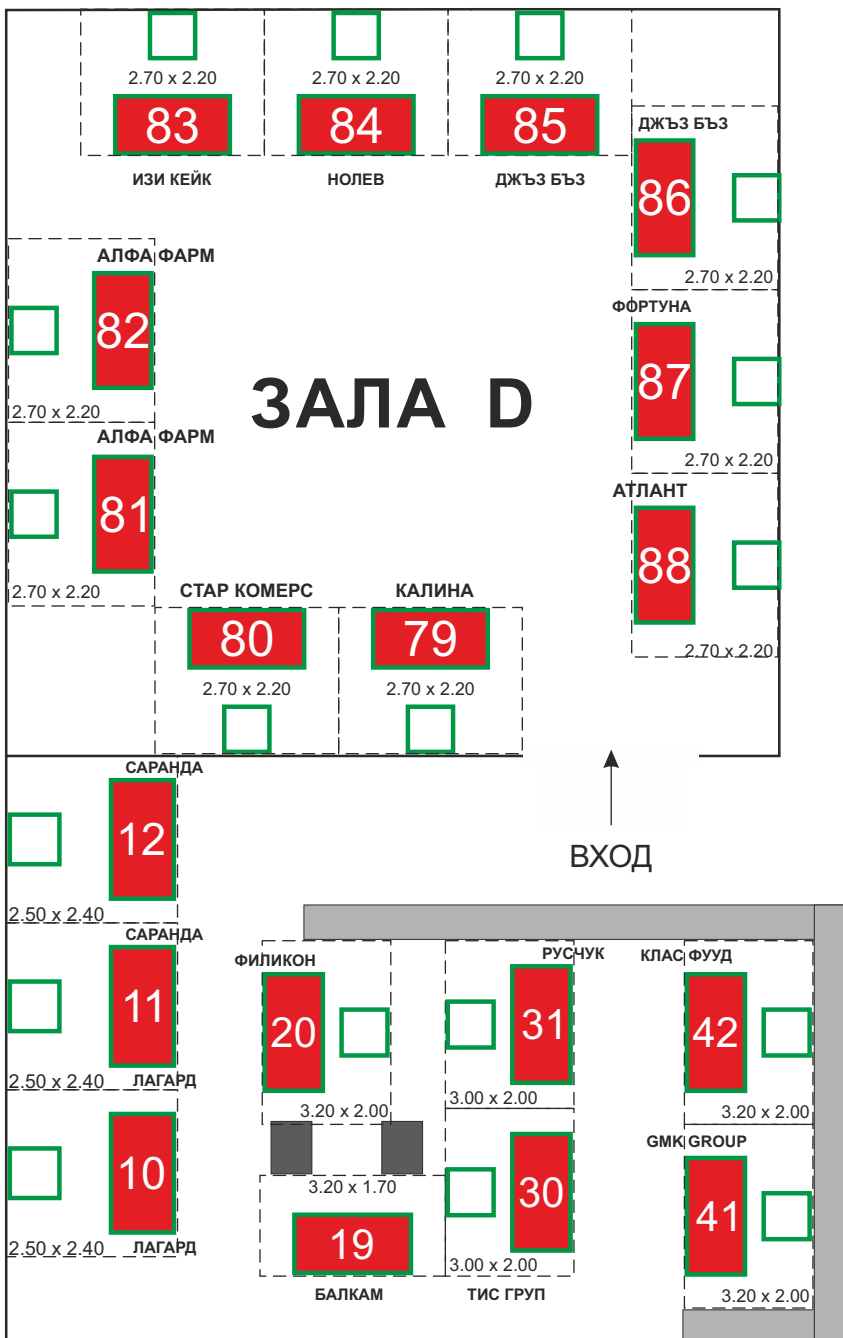 2.70 x 2.20
2.70 x 2.20
2.70 x 2.20
83
84
85
ИЗИ КЕЙК
НОЛЕВ
ДЖЪЗ БЪЗ
ДЖЪЗ БЪЗ
86
2.70 x 2.20
АЛФА ФАРМ
82
2.70 x 2.20
ФОРТУНА
87
2.70 x 2.20
ЗАЛА D
АЛФА ФАРМ
81
2.70 x 2.20
АТЛАНТ
88
2.70 x 2.20
СТАР КОМЕРС
80
2.70 x 2.20
КАЛИНА
79
2.70 x 2.20
ВХОД
САРАНДА
12
2.50 x 2.40
САРАНДА
11
2.50 x 2.40
ЛАГАРД
10
2.50 x 2.40
ЛАГАРД
ФИЛИКОН
20
3.20 x 2.00
3.20 x 1.70
19
БАЛКАМ
РУСЧУК
31
3.00 x 2.00
30
3.00 x 2.00
ТИС ГРУП
КЛАС ФУУД
42
3.20 x 2.00
GMK GROUP
41
3.20 x 2.00